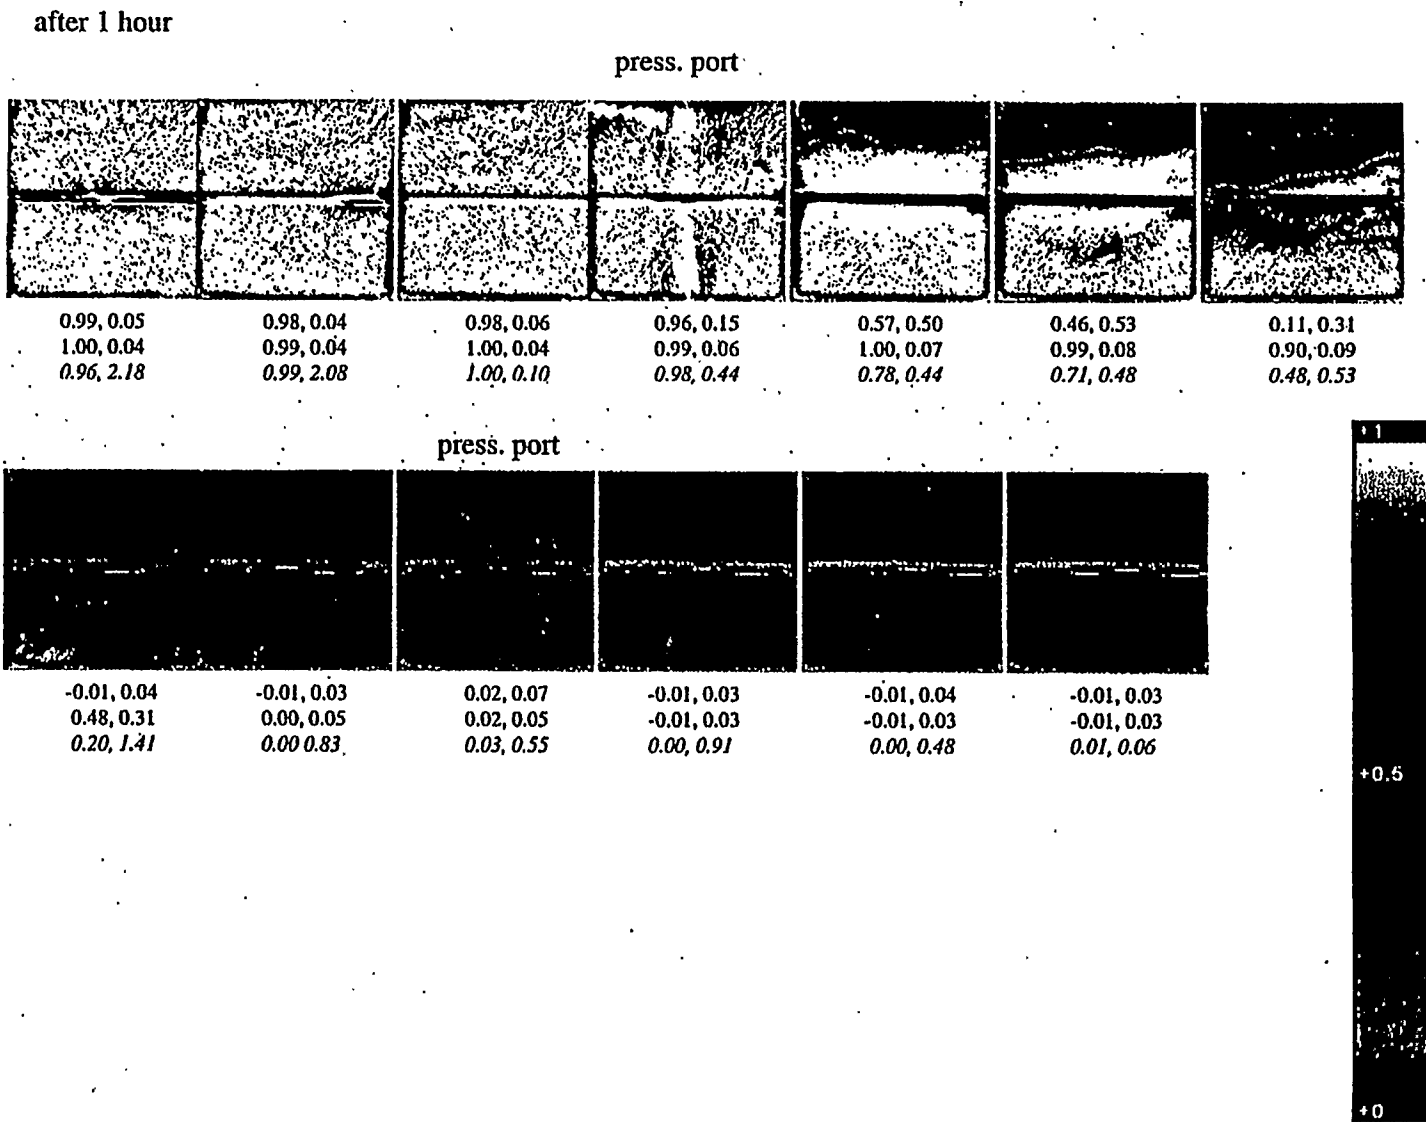 after 1 hour
press. port
0.99, 0.05 0.98, 0.04 0.98, 0.06 0.96, 0.15 0.57, 0.50 0.46, 0.53 0.11, 0.31
1.00, 0.04 0.99, 0.04 1.00, 0.04 0.99, 0.06 1.00, 0.07 0.99, 0.08 0.90, 0.09
0.96, 2.18 0.99, 2.08 1.00, 0.10 0.98, 0.44 0.78, 0.44 0.71, 0.48 0.48, 0.53
+1
press. port
-0.01, 0.04 -0.01, 0.03 0.02, 0.07 -0.01, 0.03 -0.01, 0.04 -0.01, 0.03
0.48, 0.31 0.00, 0.05 0.02, 0.05 -0.01, 0.03 -0.01, 0.03 -0.01, 0.03
0.20, 1.41 0.00 0.83 0.03, 0.55 0.00, 0.91 0.00, 0.48 0.01, 0.06
+0.5
+0